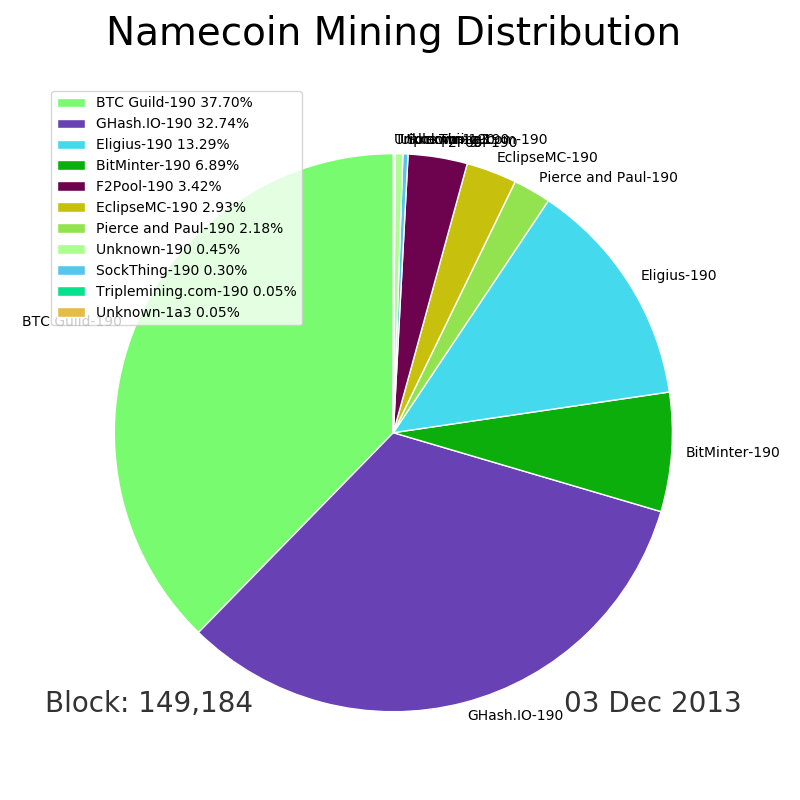 Namecoin Mining Distribution
BTC Guild-190 37.70%
GHash.IO-190 32.74%
Eligius-190 13.29%
BitMinter-190 6.89%
F2Pool-190 3.42%
EclipseMC-190 2.93%
Pierce and Paul-190 2.18%
Unknown-190 0.45%
SockThing-190 0.30%
Triplemining.com-190 0.05%
Unknown-1a3 0.05%
EclipseMC-190
Pierce and Paul-190
Eligius-190
BTC Guild-190
BitMinter-190
GHash.IO-190
Block: 149,184
03 Dec 2013